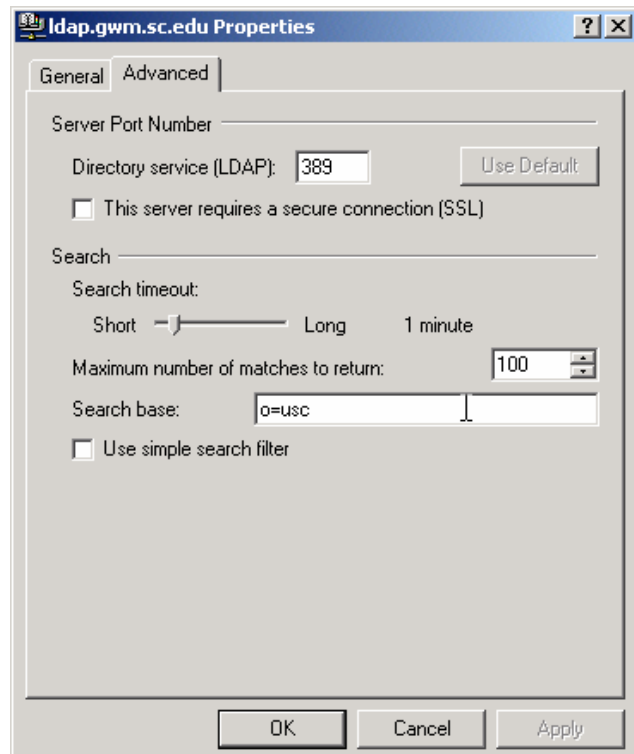 ldap.gwm.sc.edu Properties
General Advanced
Server Port Number
Directory service (LDAP): 389 Use Default
This server requires a secure connection (SSL)
Search
Search timeout:
Short Long 1 minute
Maximum number of matches to return: 100
Search base: o=usc
Use simple search filter
OK Cancel Apply